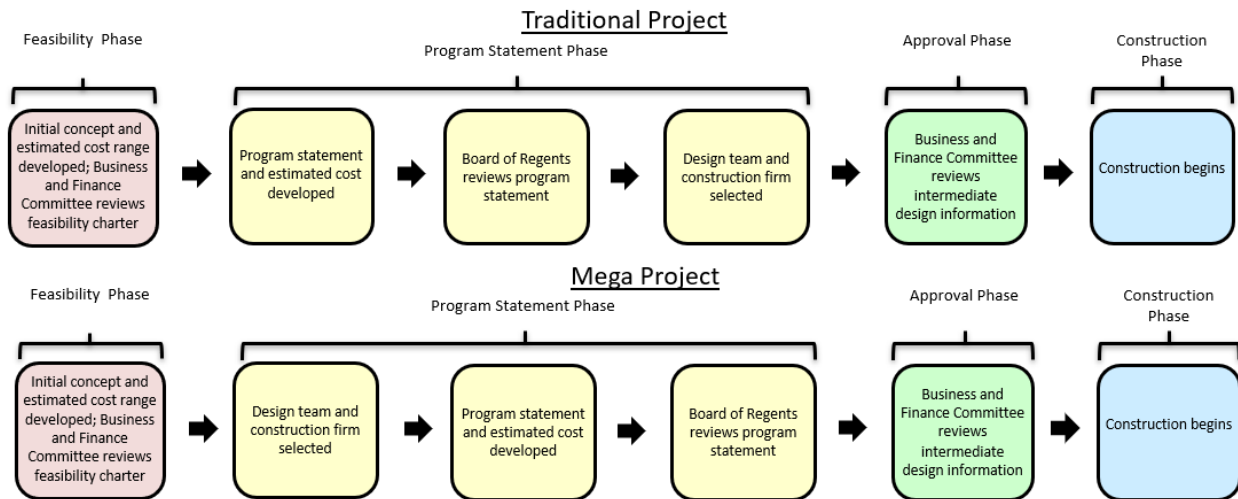 Traditional Project
Feasibility Phase
Program Statement Phase
Approval Phase
Construction
Phase
Initial concept and
estimated cost range
developed; Business
and Finance
Committee reviews
feasibility charter
Program statement
and estimated cost
developed
Board of Regents
reviews program
statement
Design team and
construction firm
selected
Business and
Finance Committee
reviews
intermediate
design information
Construction begins
Mega Project
Feasibility Phase
Program Statement Phase
Approval Phase
Construction
Phase
Initial concept and
estimated cost range
developed; Business
and Finance
Committee reviews
feasibility charter
Design team and
construction firm
selected
Program statement
and estimated cost
developed
Board of Regents
reviews program
statement
Business and
Finance Committee
reviews
intermediate
design information
Construction begins